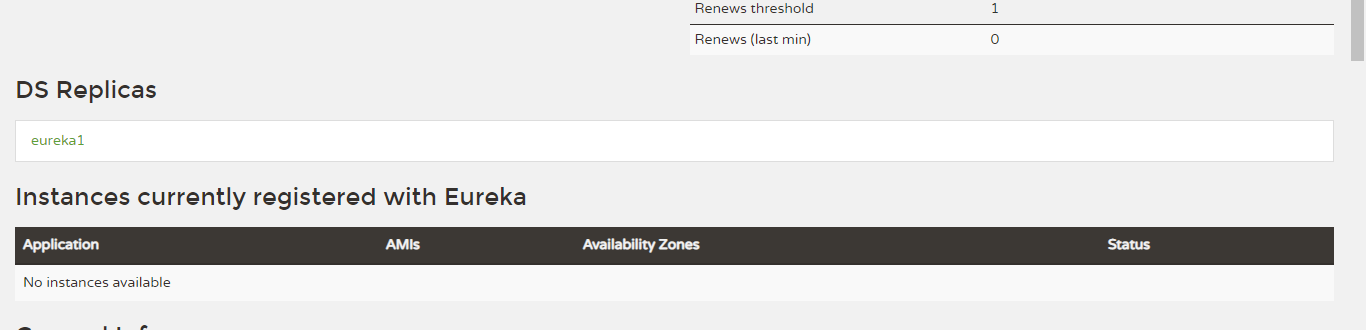 Renews threshold 1
Renews (last min) 0
DS Replicas
eureka1
Instances currently registered with Eureka
Application AMIs Availability Zones Status
No instances available